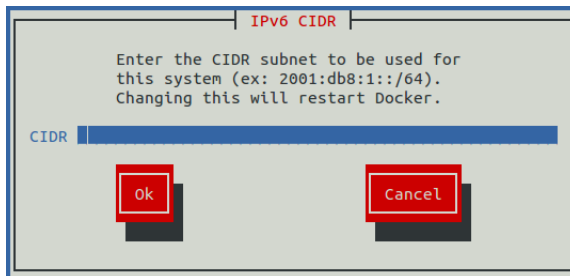 IPv6 CIDR
Enter the CIDR subnet to be used for
this system (ex: 2001:db8:1::/64).
Changing this will restart Docker.
CIDR
Ok Cancel